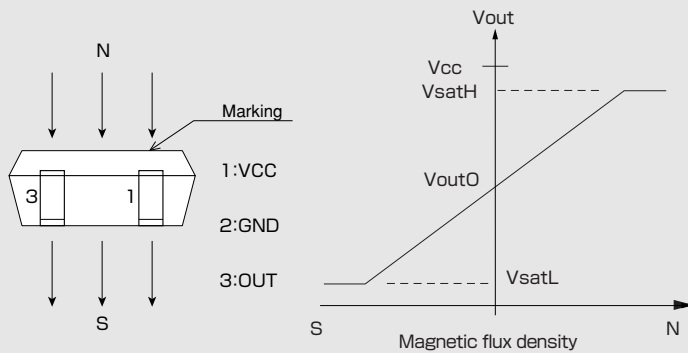 N
Marking
3
1
1:VCC
2:GND
3:OUT
S
Vout
Vcc
VsatH
VoutO
VsatL
S
N
Magnetic flux density